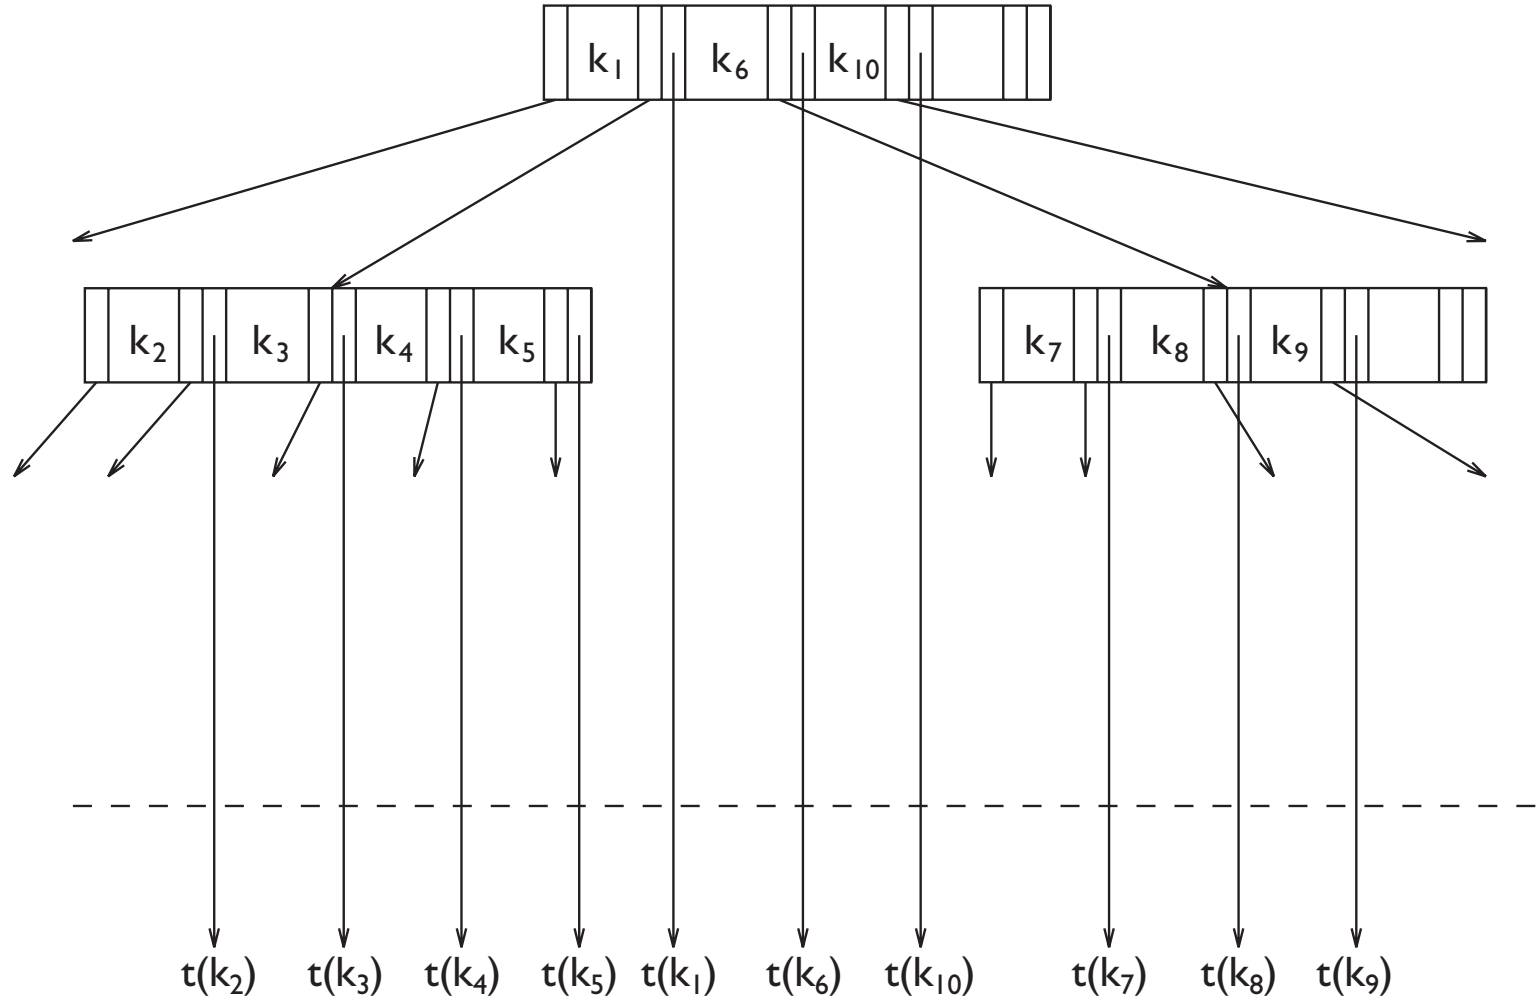 k₁ k₆ k₁₀
k₂ k₃ k₄ k₅ k₇ k₈ k₉
t(k₂) t(k₃) t(k₄) t(k₅) t(k₁) t(k₆) t(k₁₀) t(k₇) t(k₈) t(k₉)